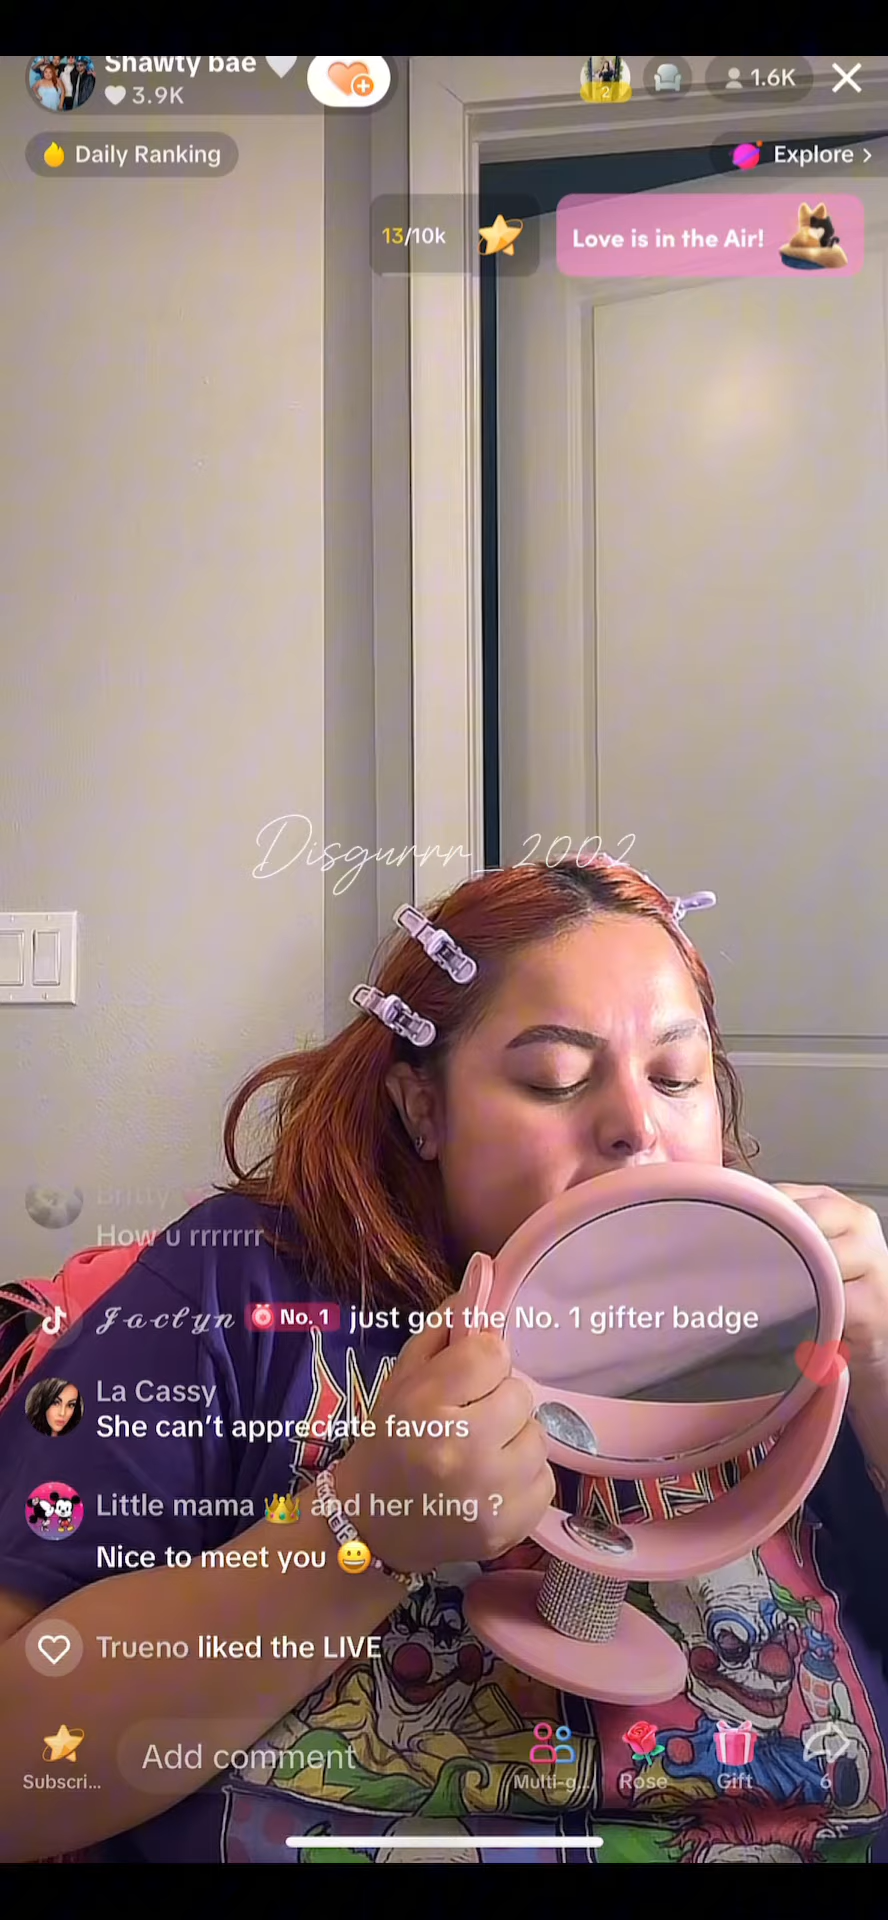 Shawty bae 🤍
3.9K
2
1.6K
Daily Ranking
Explore >
13/10k
Love is in the Air!
Disgurrr_2002
Britty
How u rrrrrrr
Jaclyn No. 1 just got the No. 1 gifter badge
La Cassy
She can’t appreciate favors
Little mama 👑 and her king ?
Nice to meet you 😀
Trueno liked the LIVE
Add comment
Subscri...
Multi-g...
Rose
Gift
6